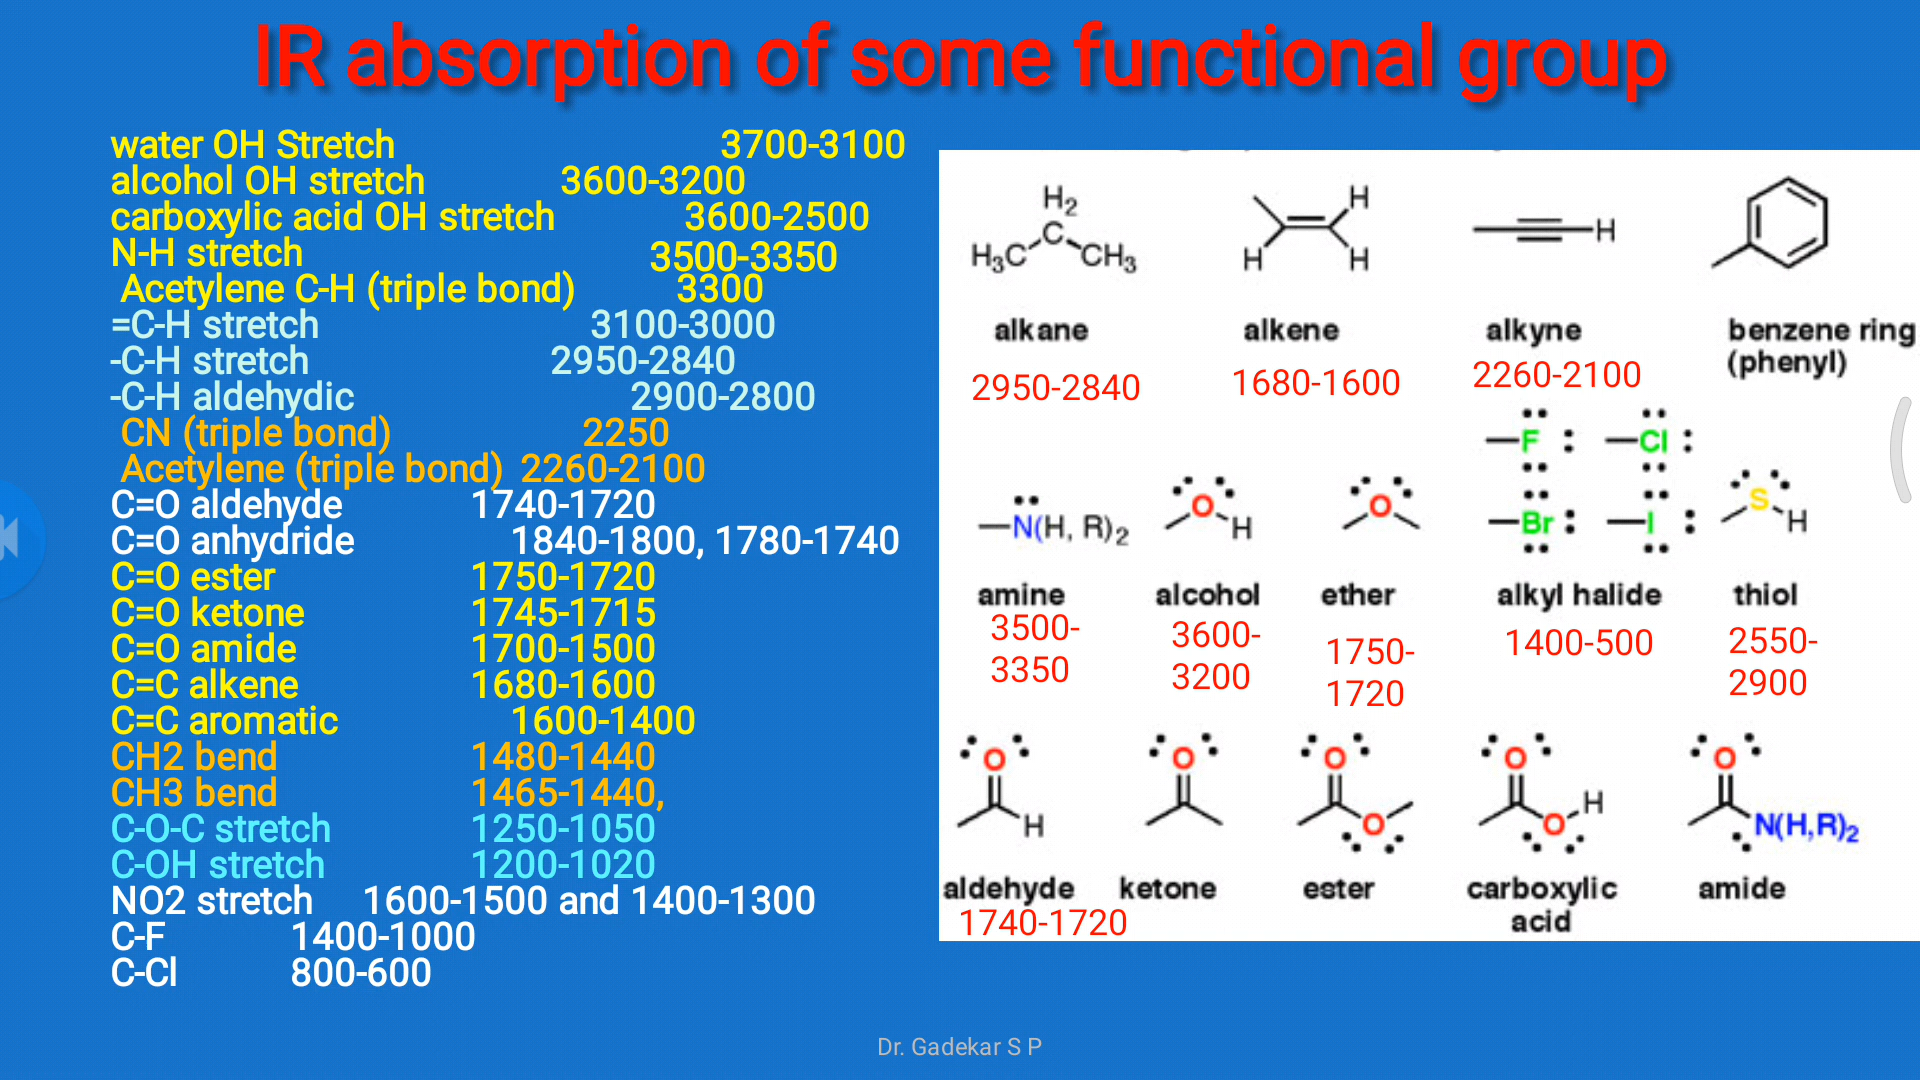 IR absorption of some functional group
water OH Stretch 3700-3100
alcohol OH stretch 3600-3200
carboxylic acid OH stretch 3600-2500
N-H stretch 3500-3350
Acetylene C-H (triple bond) 3300
=C-H stretch 3100-3000
-C-H stretch 2950-2840
-C-H aldehydic 2900-2800
CN (triple bond) 2250
Acetylene (triple bond) 2260-2100
C=O aldehyde 1740-1720
C=O anhydride 1840-1800, 1780-1740
C=O ester 1750-1720
C=O ketone 1745-1715
C=O amide 1700-1500
C=C alkene 1680-1600
C=C aromatic 1600-1400
CH2 bend 1480-1440
CH3 bend 1465-1440,
C-O-C stretch 1250-1050
C-OH stretch 1200-1020
NO2 stretch 1600-1500 and 1400-1300
C-F 1400-1000
C-Cl 800-600
H₂
H₃C C CH₃
H
H H
H
alkane alkene alkyne benzene ring
(phenyl)
2950-2840 1680-1600 2260-2100
F Cl
N(H, R)₂ O H O Br I S H
amine alcohol ether alkyl halide thiol
3500-
3350
3600-
3200
1750-
1720
1400-500
2550-
2900
O O O O O
H O O H N(H,R)₂
aldehyde ketone ester carboxylic
acid
amide
1740-1720
Dr. Gadekar S P